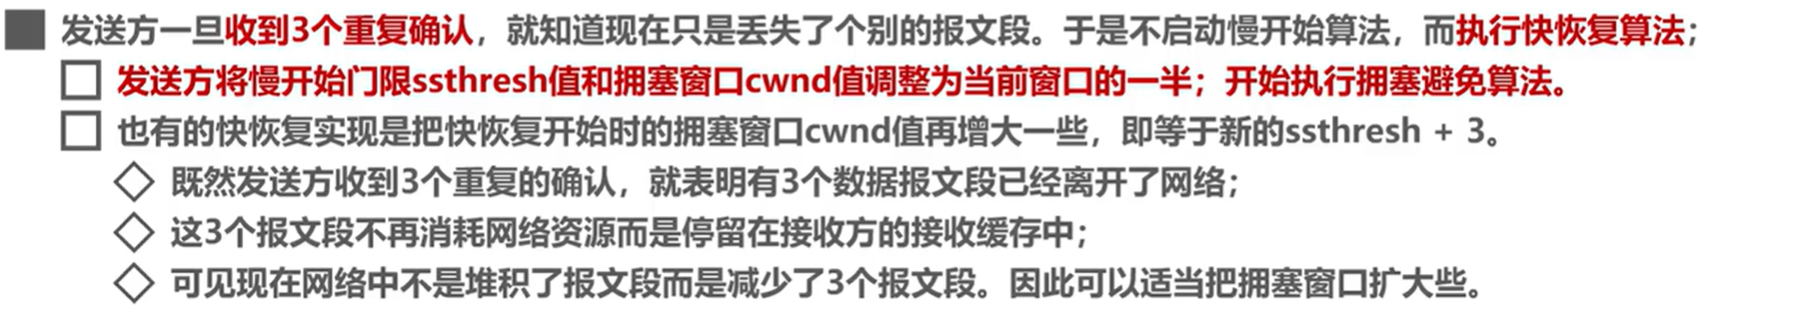 发送方一旦收到3个重复确认，就知道现在只是丢失了个别的报文段。于是不启动慢开始算法，而执行快恢复算法；
发送方将慢开始门限ssthresh值和拥塞窗口cwnd值调整为当前窗口的一半；开始执行拥塞避免算法。
也有的快恢复实现是把快恢复开始时的拥塞窗口cwnd值再增大一些，即等于新的ssthresh + 3。
既然发送方收到3个重复的确认，就表明有3个数据报文段已经离开了网络；
这3个报文段不再消耗网络资源而是停留在接收方的接收缓存中；
可见现在网络中不是堆积了报文段而是减少了3个报文段。因此可以适当把拥塞窗口扩大些。